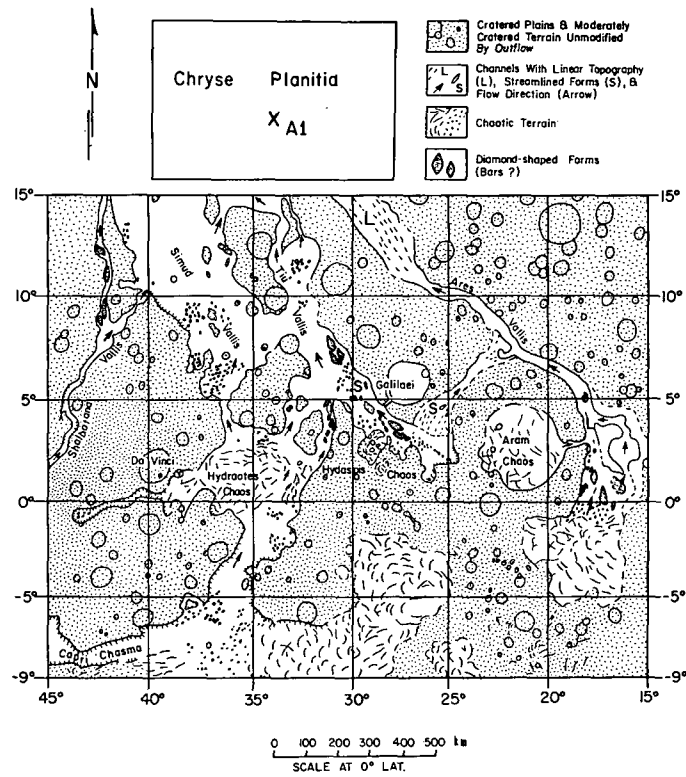 N
Chryse Planitia
X A1
L
S
Cratered Plains & Moderately
Cratered Terrain Unmodified
By Outflow
Channels With Linear Topography
(L), Streamlined Forms (S), &
Flow Direction (Arrow)
Chaotic Terrain
Diamond-shaped Forms
(Bars ?)
15°
15°
L
Simud
Tiu
Ares
10°
10°
Vallis
Vallis
Vallis
Vallis
Galilaei
S
5°
5°
S
Shalbatana
Da Vinci
Hydraotes
Chaos
Hydaspis
Chaos
Aram
Chaos
0°
0°
-5°
-5°
Capri Chasma
-9°
-9°
45°
40°
35°
30°
25°
20°
15°
0 100 200 300 400 500 km
SCALE AT 0° LAT.